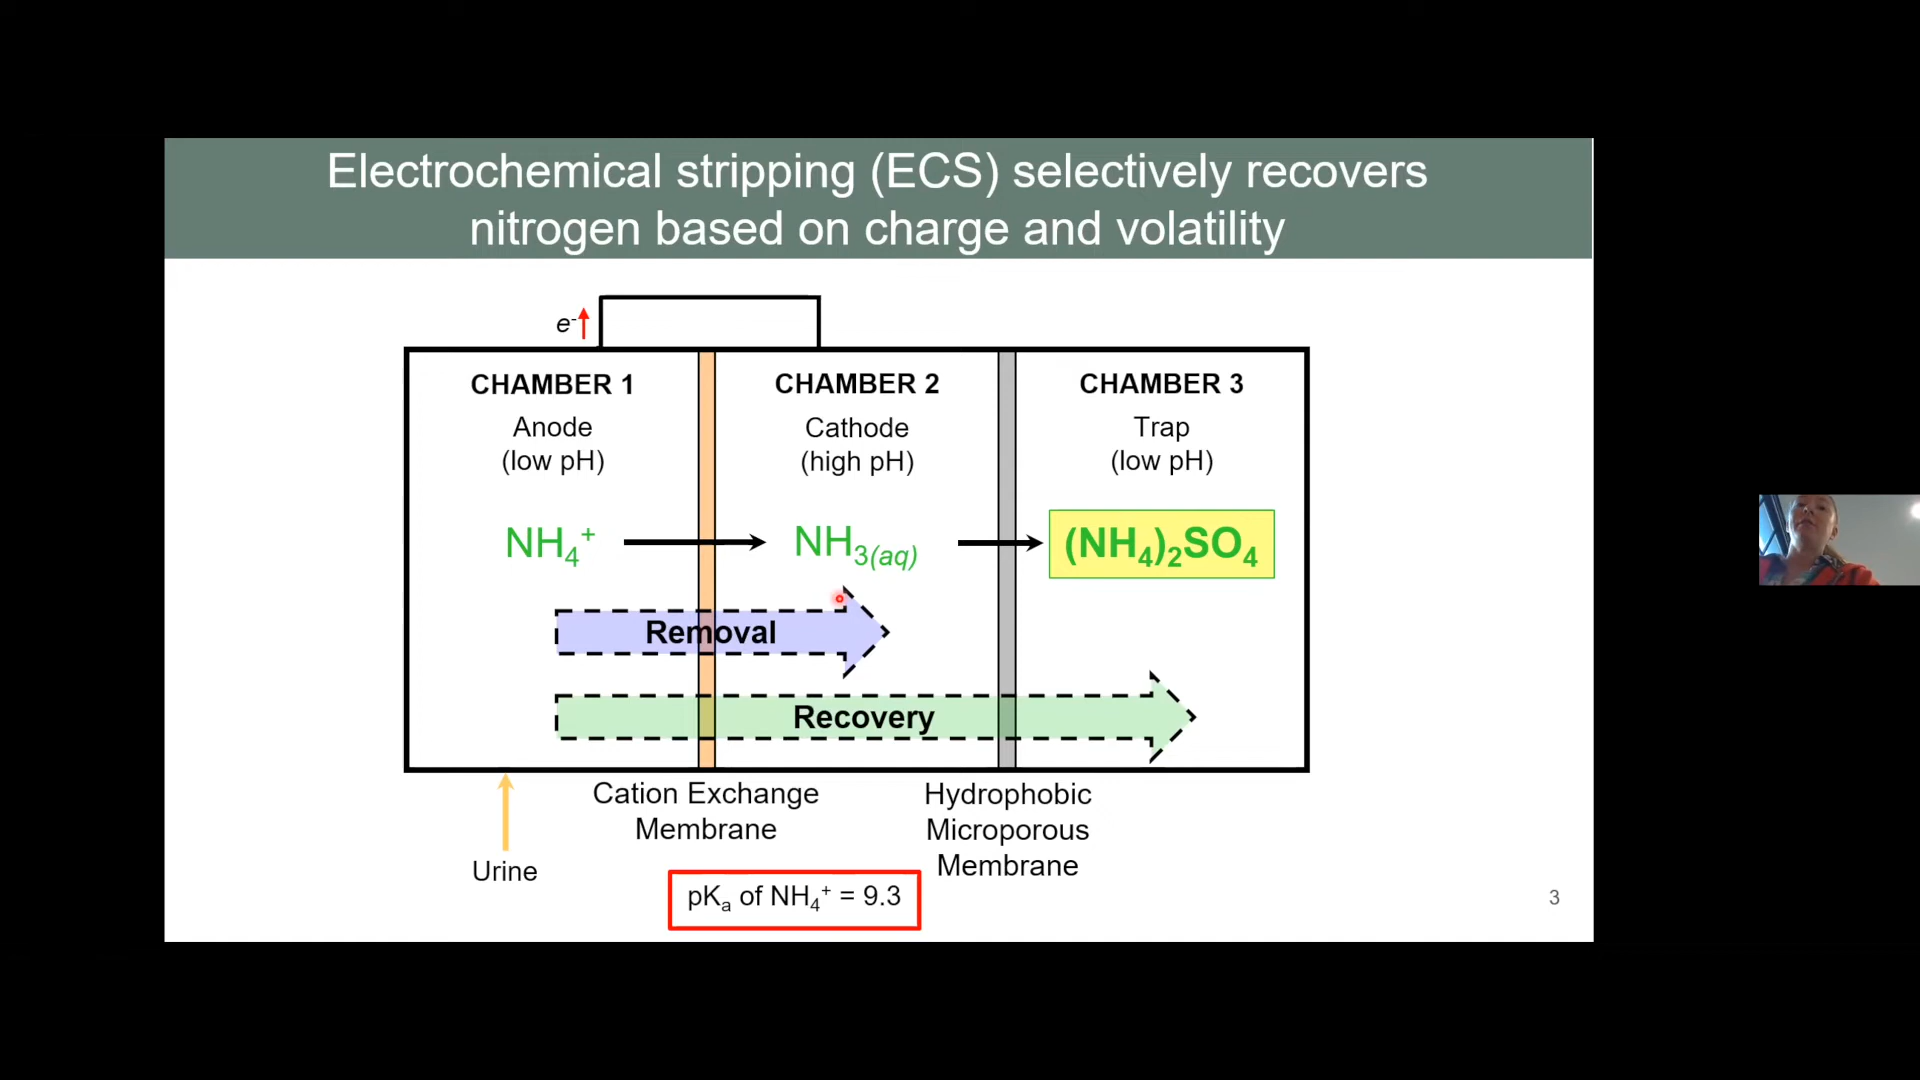 Electrochemical stripping (ECS) selectively recovers
nitrogen based on charge and volatility
e-
CHAMBER 1
Anode
(low pH)
CHAMBER 2
Cathode
(high pH)
CHAMBER 3
Trap
(low pH)
NH4+
NH3(aq)
(NH4)2SO4
Removal
Recovery
Cation Exchange
Membrane
Hydrophobic
Microporous
Membrane
Urine
pKa of NH4+ = 9.3
3